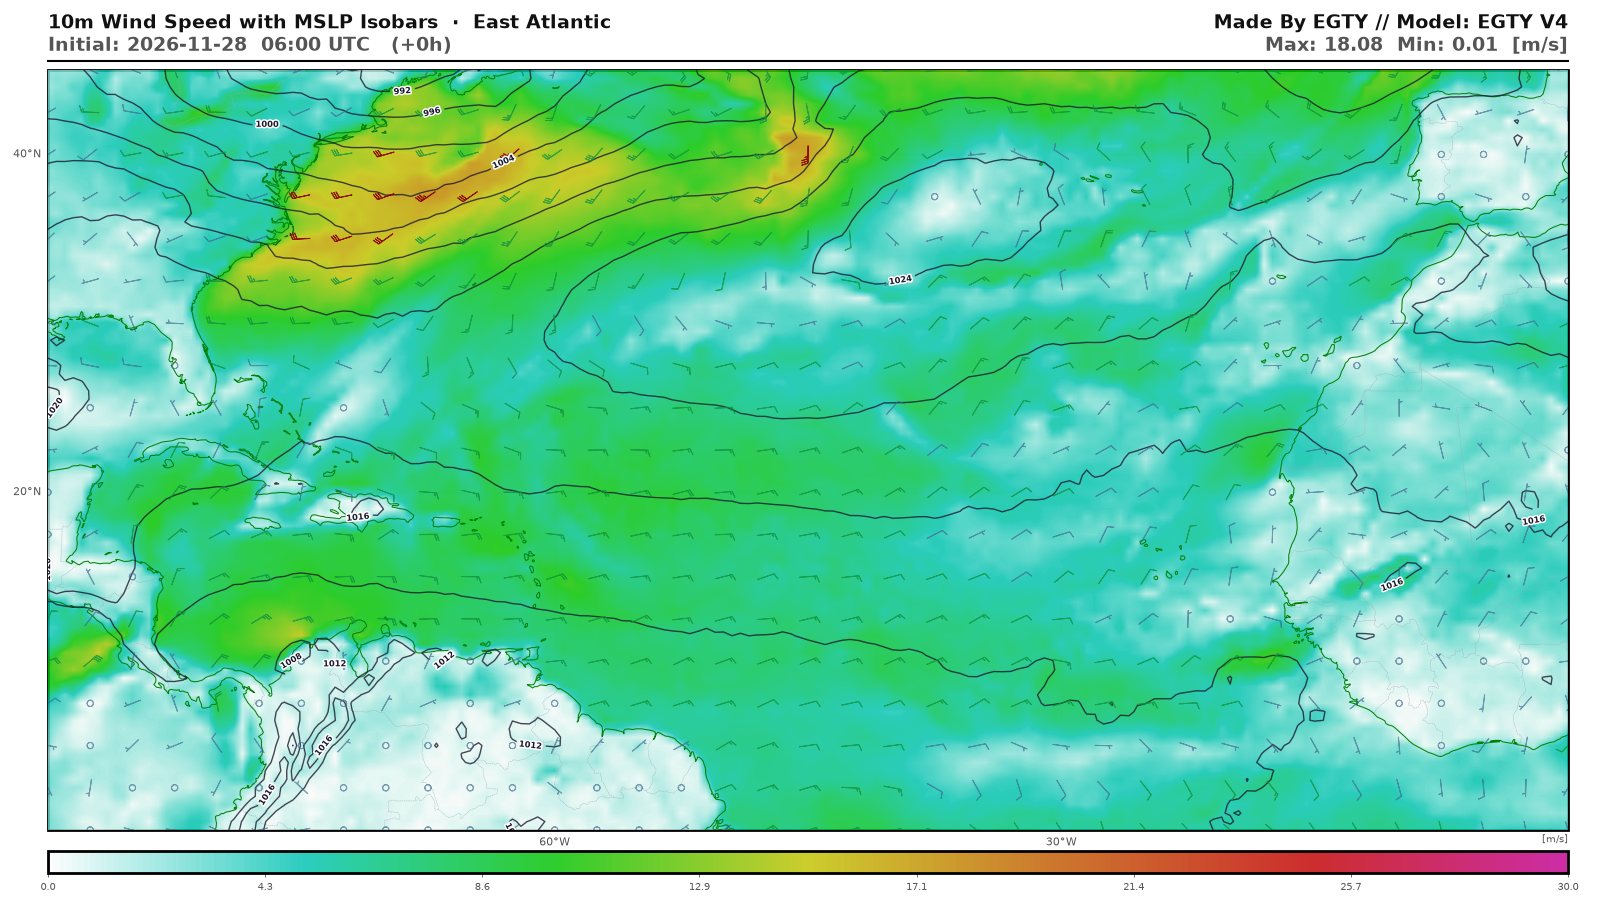 10m Wind Speed with MSLP Isobars · East Atlantic
Made By EGTY // Model: EGTY V4
Initial: 2026-11-28 06:00 UTC (+0h)
Max: 18.08 Min: 0.01 [m/s]
992
996
1000
40°N
1004
1024
1020
20°N
1016
1016
1016
1008
1012
1012
1016
1012
1016
60°W
30°W
[m/s]
0.0 4.3 8.6 12.9 17.1 21.4 25.7 30.0